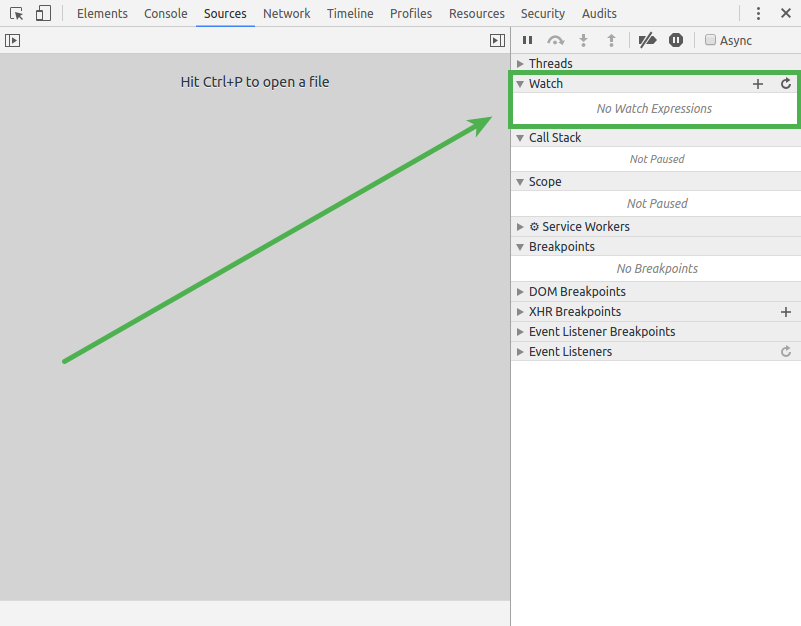 Elements Console Sources Network Timeline Profiles Resources Security Audits
Async
Hit Ctrl+P to open a file
Threads
Watch
No Watch Expressions
Call Stack
Not Paused
Scope
Not Paused
Service Workers
Breakpoints
No Breakpoints
DOM Breakpoints
XHR Breakpoints
Event Listener Breakpoints
Event Listeners